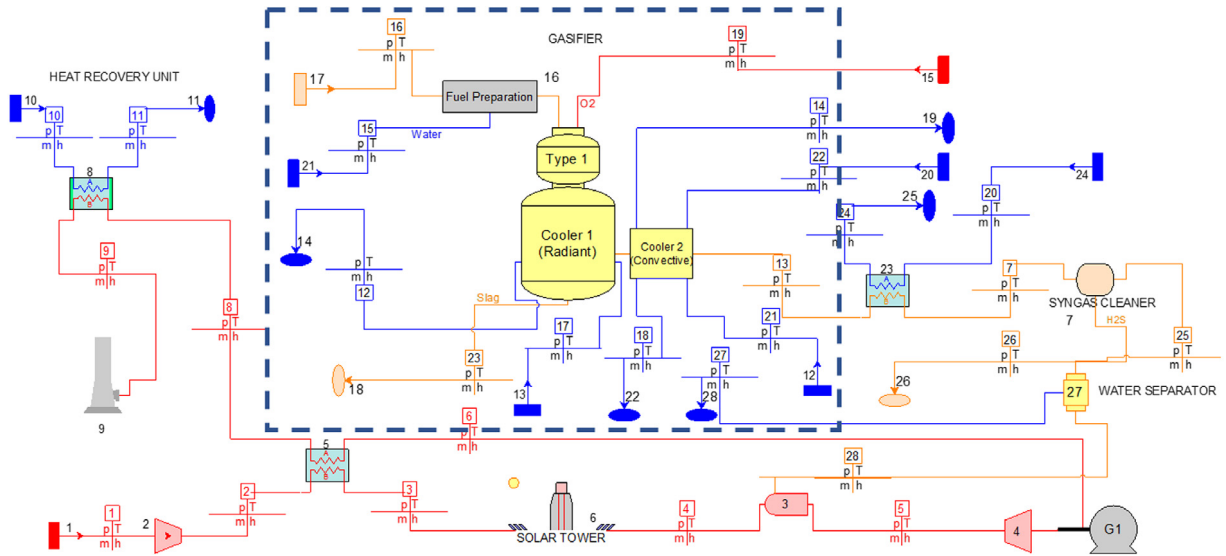 GASIFIER
HEAT RECOVERY UNIT
16
p T
m h
17
16
Fuel Preparation
O2
19
p T
m h
15
10
10
p T
m h
11
p T
m h
11
8
A
B
15
p T
m h
Water
21
Type 1
14
p T
m h
19
22
p T
m h
20
24
20
p T
m h
24
p T
m h
25
Cooler 1
(Radiant)
Cooler 2
(Convective)
14
p T
m h
12
9
p T
m h
8
p T
m h
13
p T
m h
23
A
B
7
p T
m h
SYNGAS CLEANER
7
H2S
Slag
23
p T
m h
18
17
p T
m h
13
18
p T
m h
22
27
p T
m h
28
21
p T
m h
12
26
p T
m h
26
25
p T
m h
WATER SEPARATOR
27
9
6
p T
m h
5
A
B
28
p T
m h
1
1
p T
m h
2
2
p T
m h
3
p T
m h
6
SOLAR TOWER
4
p T
m h
3
5
p T
m h
4
G1